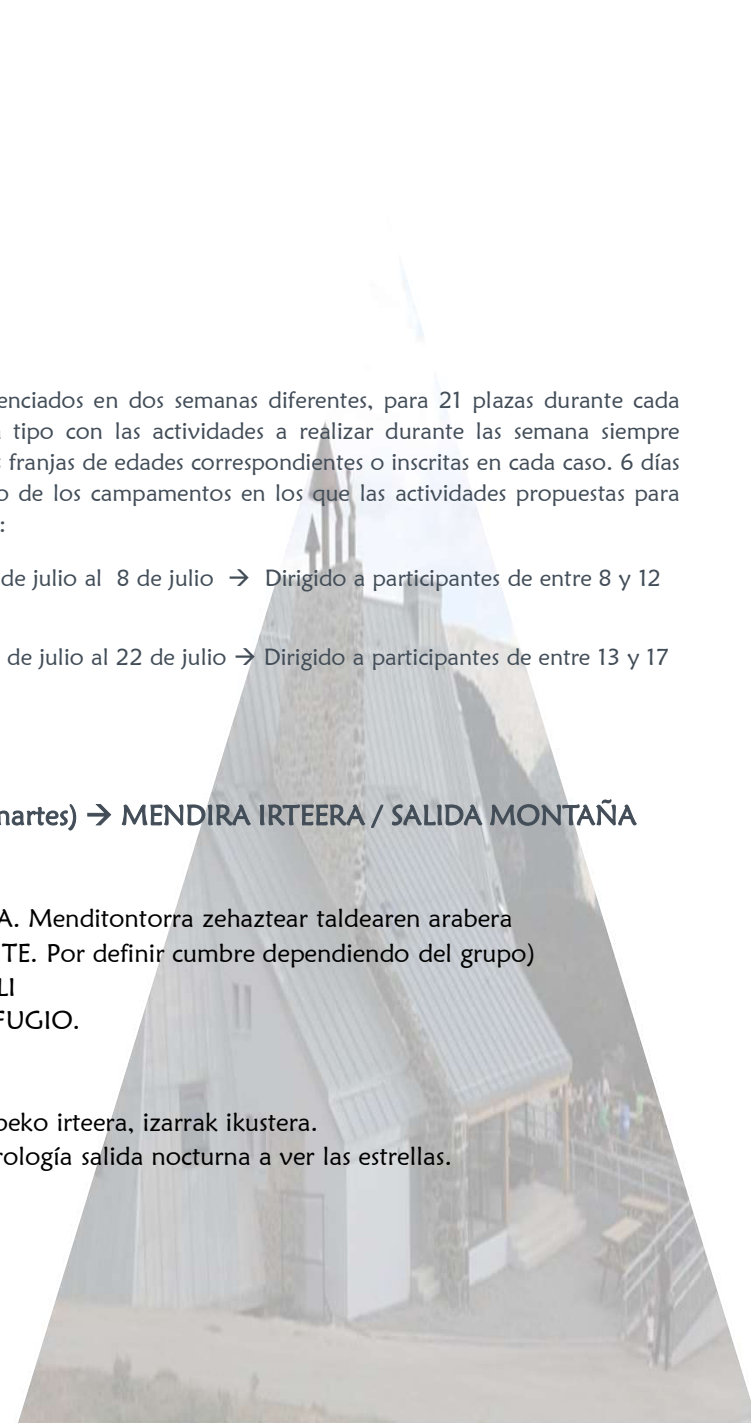 enciados en dos semanas diferentes, para 21 plazas durante cada
tipo con las actividades a realizar durante las semana siempre
franjas de edades correspondientes o inscritas en cada caso. 6 días
o de los campamentos en los que las actividades propuestas para
:
de julio al 8 de julio → Dirigido a participantes de entre 8 y 12
de julio al 22 de julio → Dirigido a participantes de entre 13 y 17
martes) → MENDIRA IRTEERA / SALIDA MONTAÑA
A. Menditontorra zehaztear taldearen arabera
TE. Por definir cumbre dependiendo del grupo)
LI
FUGIO.
peko irteera, izarrak ikustera.
rología salida nocturna a ver las estrellas.